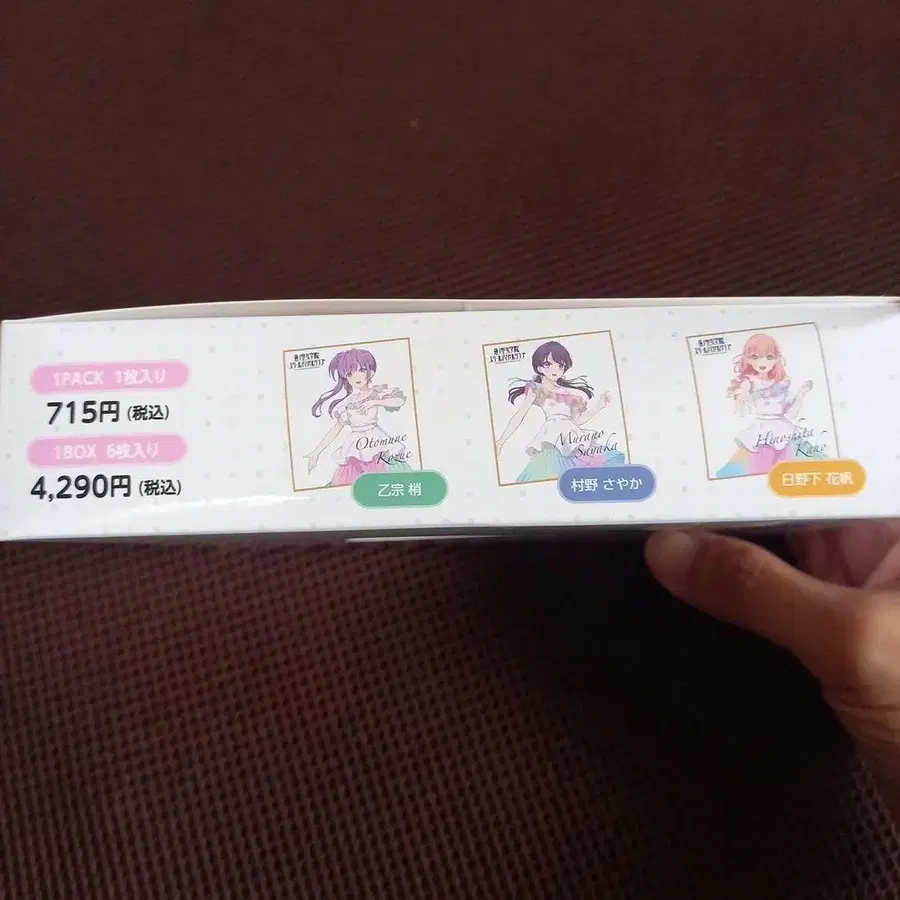 1PACK 1枚入り
715円 (税込)
1BOX 6枚入り
4,290円 (税込)
Otomune
Kozue
乙宗 梢
Murano
Sayaka
村野 さやか
Hinoshita
Kaho
日野下 花帆